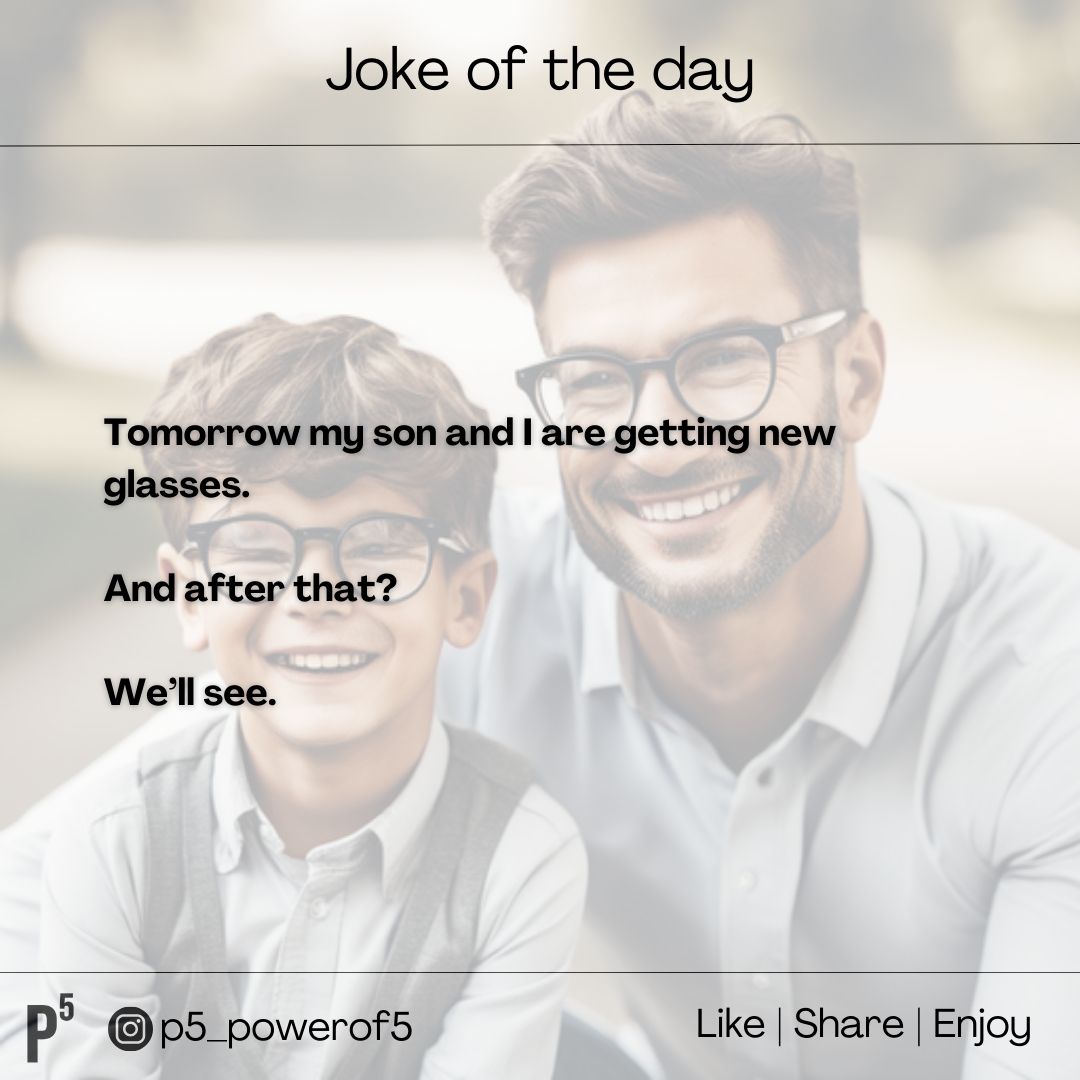 Joke of the day
Tomorrow my son and I are getting new
glasses.
And after that?
We’ll see.
P⁵
p5_powerof5
Like | Share | Enjoy